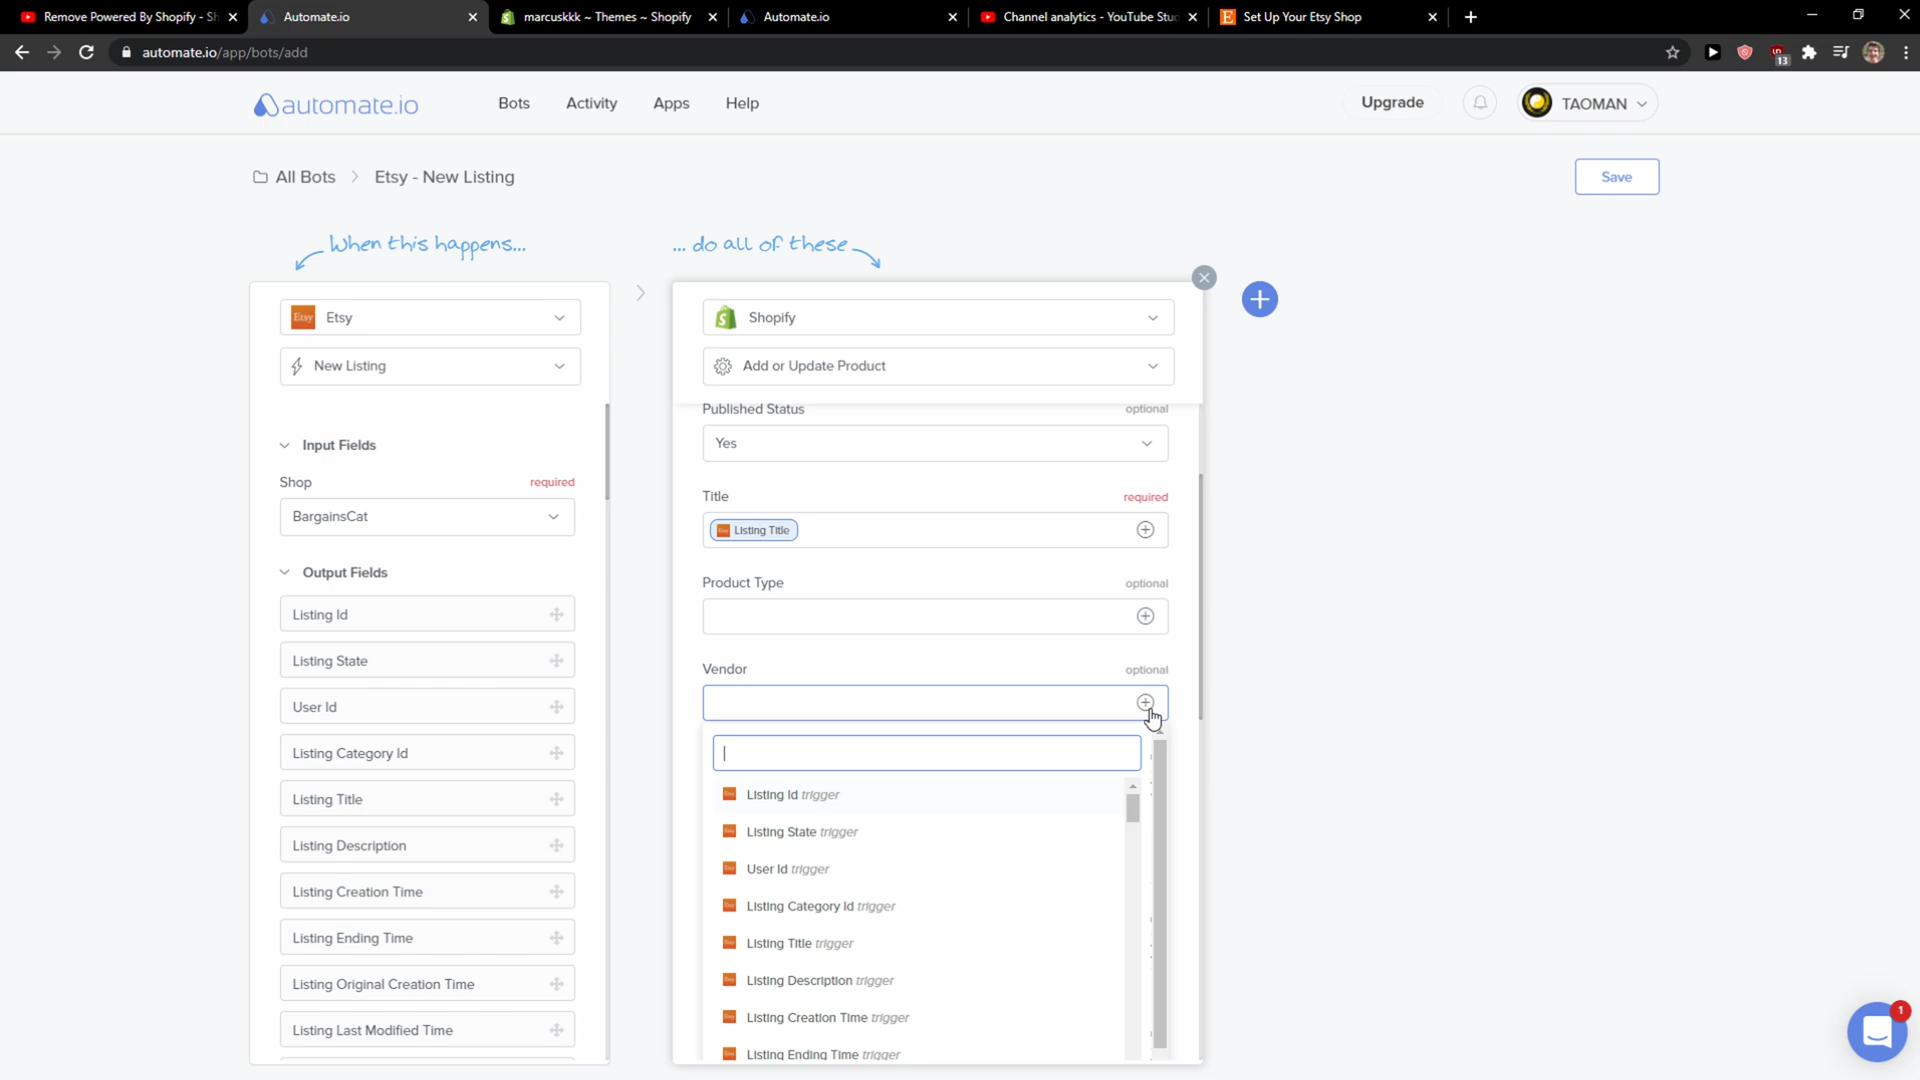 Remove Powered By Shopify - Sh
Automate.io
marcuskkk ~ Themes ~ Shopify
Automate.io
Channel analytics - YouTube Stud
Set Up Your Etsy Shop
automate.io/app/bots/add
13
automate.io
Bots
Activity
Apps
Help
Upgrade
TAOMAN
All Bots
Etsy - New Listing
Save
When this happens...
... do all of these
Etsy
Etsy
New Listing
Input Fields
Shop
required
BargainsCat
Output Fields
Listing Id
Listing State
User Id
Listing Category Id
Listing Title
Listing Description
Listing Creation Time
Listing Ending Time
Listing Original Creation Time
Listing Last Modified Time
Shopify
Add or Update Product
Published Status
optional
Yes
Title
required
Listing Title
Product Type
optional
Vendor
optional
Listing Id trigger
Listing State trigger
User Id trigger
Listing Category Id trigger
Listing Title trigger
Listing Description trigger
Listing Creation Time trigger
Listing Ending Time trigger
1